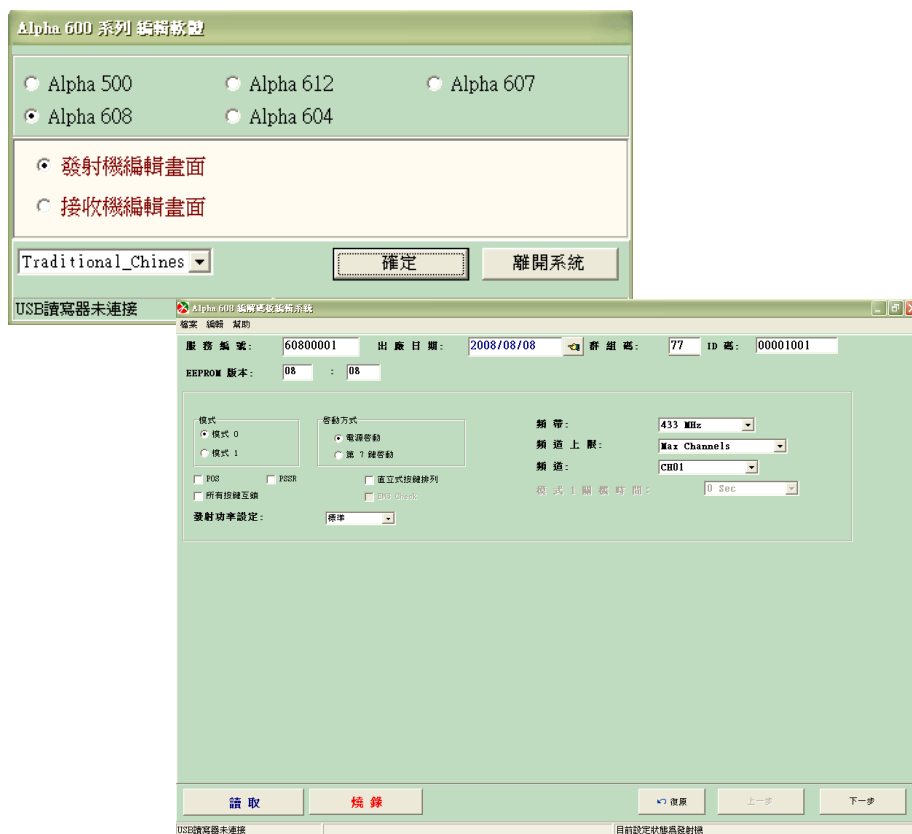 Alpha 600 系列 編輯軟體
Alpha 500 Alpha 612 Alpha 607
Alpha 608 Alpha 604
發射機編輯畫面
接收機編輯畫面
Traditional_Chines 確定 離開系統
USB讀寫器未連接
Alpha 608 編解碼板編輯系統
檔案 編輯 幫助
服務編號: 60800001 出廠日期: 2008/08/08 群組碼: 77 ID 碼: 00001001
EEPROM 版本: 08 : 08
模式 啓動方式
模式 0 電源啓動 頻帶: 433 MHz
模式 1 第 7 鍵啓動 頻道上限: Max Channels
頻道: CH01
POS PSSR 直立式按鍵排列
所有按鍵互鎖 EMS Check 模式1關機時間: 0 Sec
發射功率設定: 標準
讀取 燒錄 復原 上一步 下一步
USB讀寫器未連接 目前設定狀態爲發射機